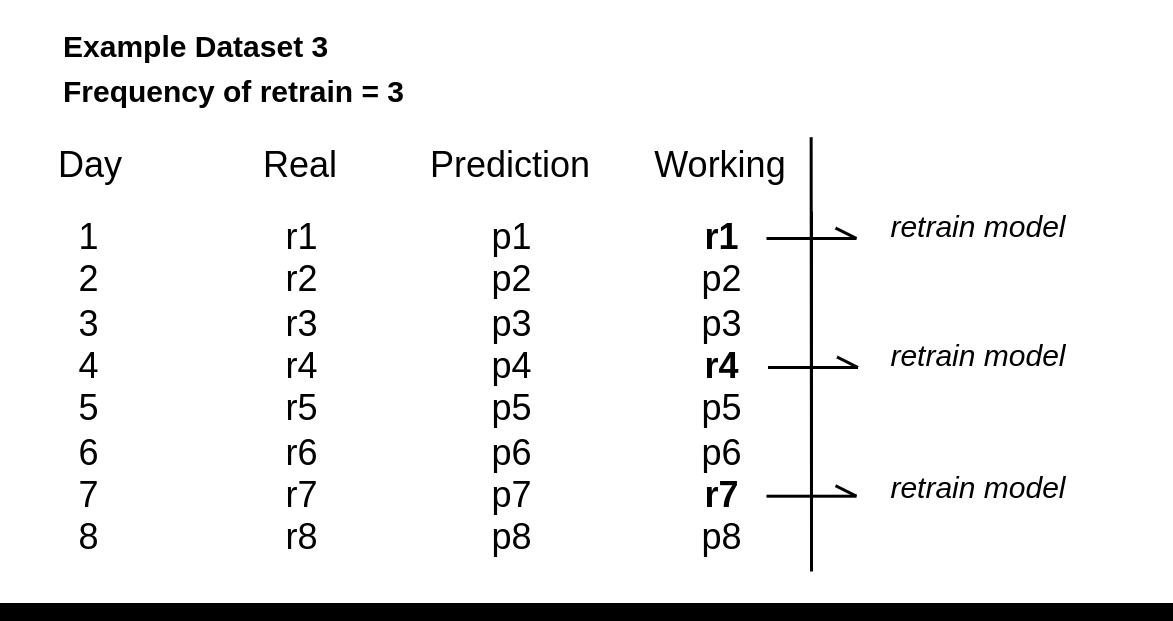 Example Dataset 3
Frequency of retrain = 3
Day Real Prediction Working
1 r1 p1 r1 retrain model
2 r2 p2 p2
3 r3 p3 p3
4 r4 p4 r4 retrain model
5 r5 p5 p5
6 r6 p6 p6
7 r7 p7 r7 retrain model
8 r8 p8 p8